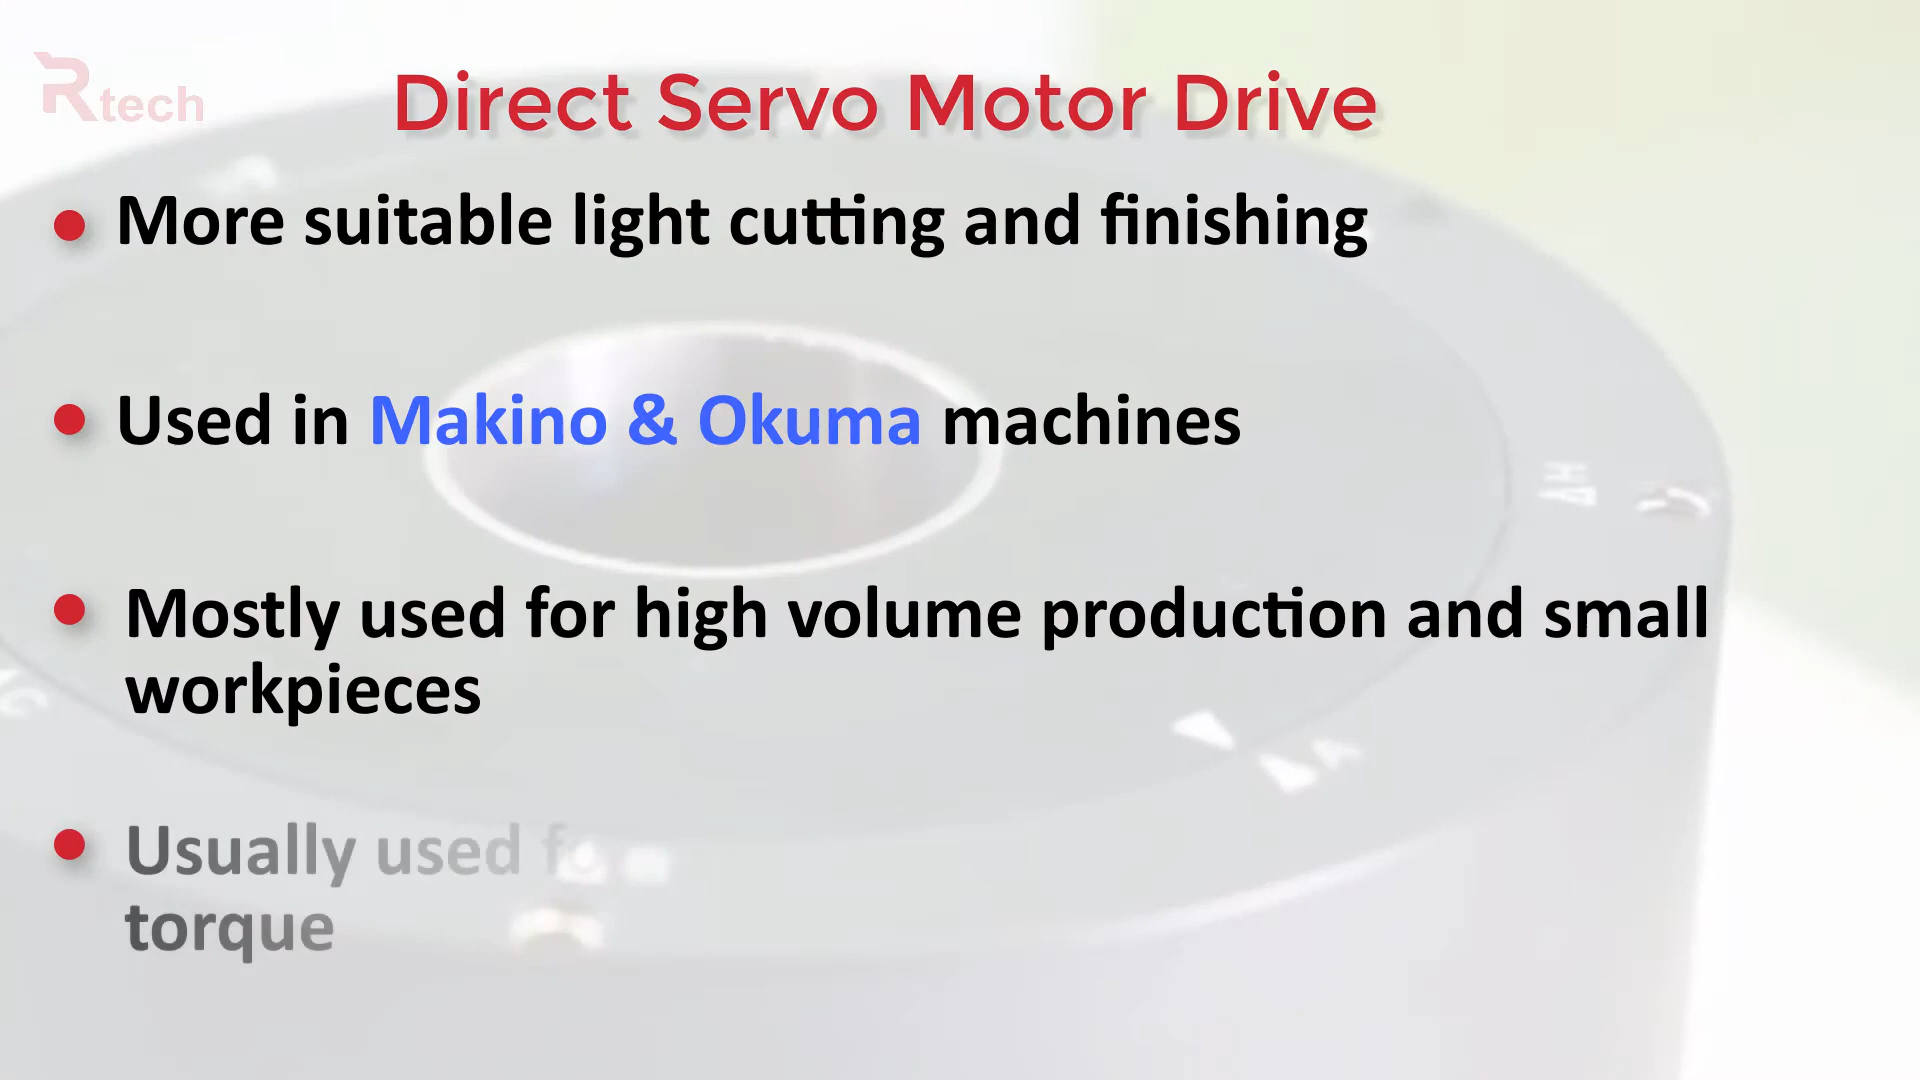 Rtech
Direct Servo Motor Drive
More suitable light cutting and finishing
Used in Makino & Okuma machines
Mostly used for high volume production and small
workpieces
Usually used
torque